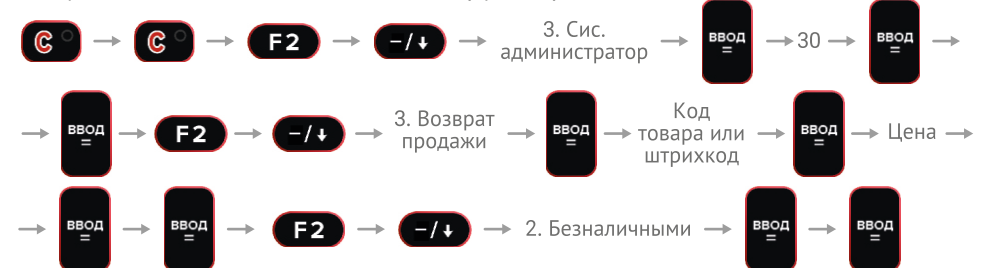 C → C → F2 → –/↓ → 3. Сис. администратор → ВВОД = → 30 → ВВОД = →
→ ВВОД = → F2 → –/↓ → 3. Возврат продажи → ВВОД = → Код товара или штрихкод → ВВОД = → Цена →
→ ВВОД = → ВВОД = → F2 → –/↓ → 2. Безналичными → ВВОД = → ВВОД =